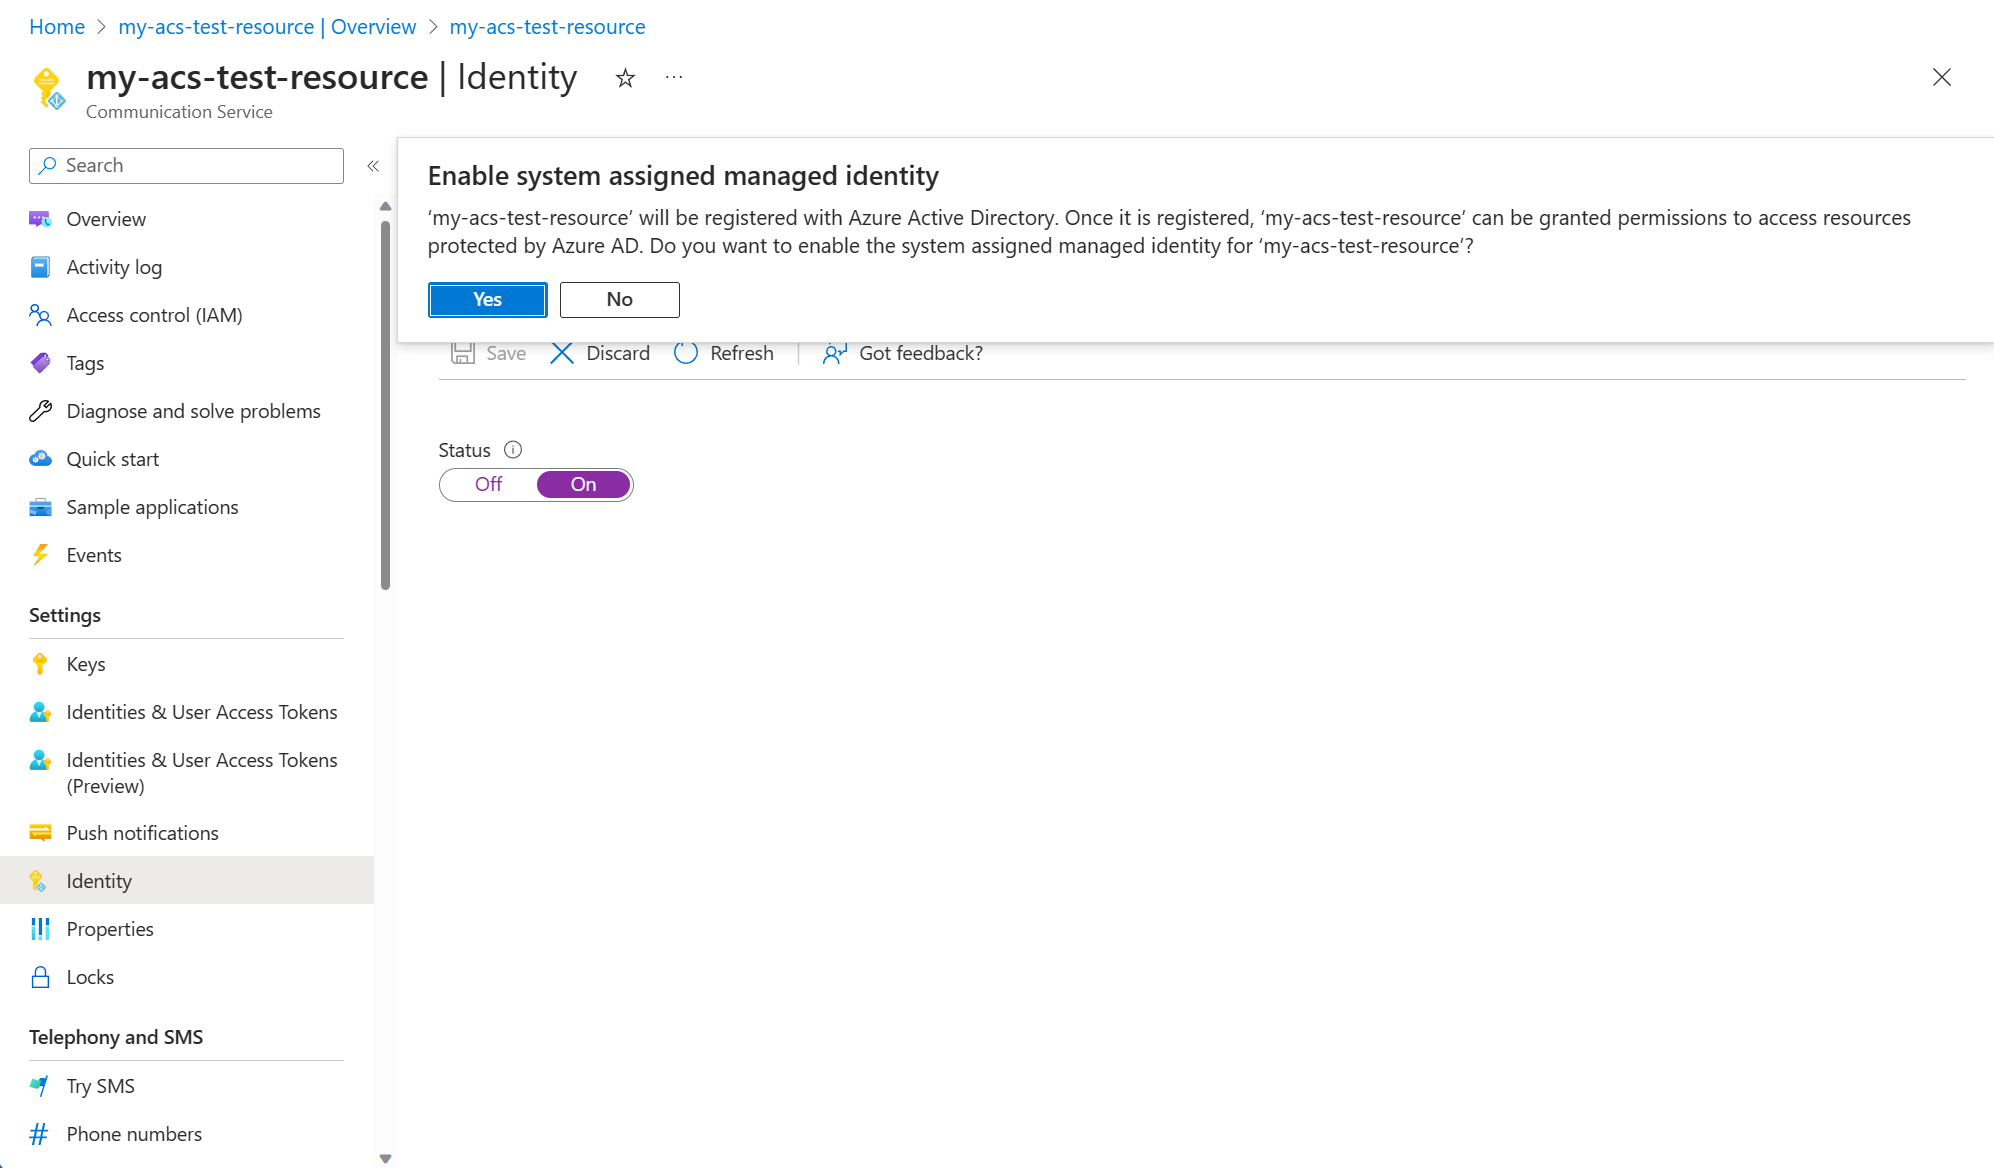 Home > my-acs-test-resource | Overview > my-acs-test-resource
my-acs-test-resource | Identity
Communication Service
Search
Overview
Activity log
Access control (IAM)
Tags
Diagnose and solve problems
Quick start
Sample applications
Events
Settings
Keys
Identities & User Access Tokens
Identities & User Access Tokens
(Preview)
Push notifications
Identity
Properties
Locks
Telephony and SMS
Try SMS
Phone numbers
Enable system assigned managed identity
‘my-acs-test-resource’ will be registered with Azure Active Directory. Once it is registered, ‘my-acs-test-resource’ can be granted permissions to access resources
protected by Azure AD. Do you want to enable the system assigned managed identity for ‘my-acs-test-resource’?
Yes No
Save Discard Refresh | Got feedback?
Status
Off On